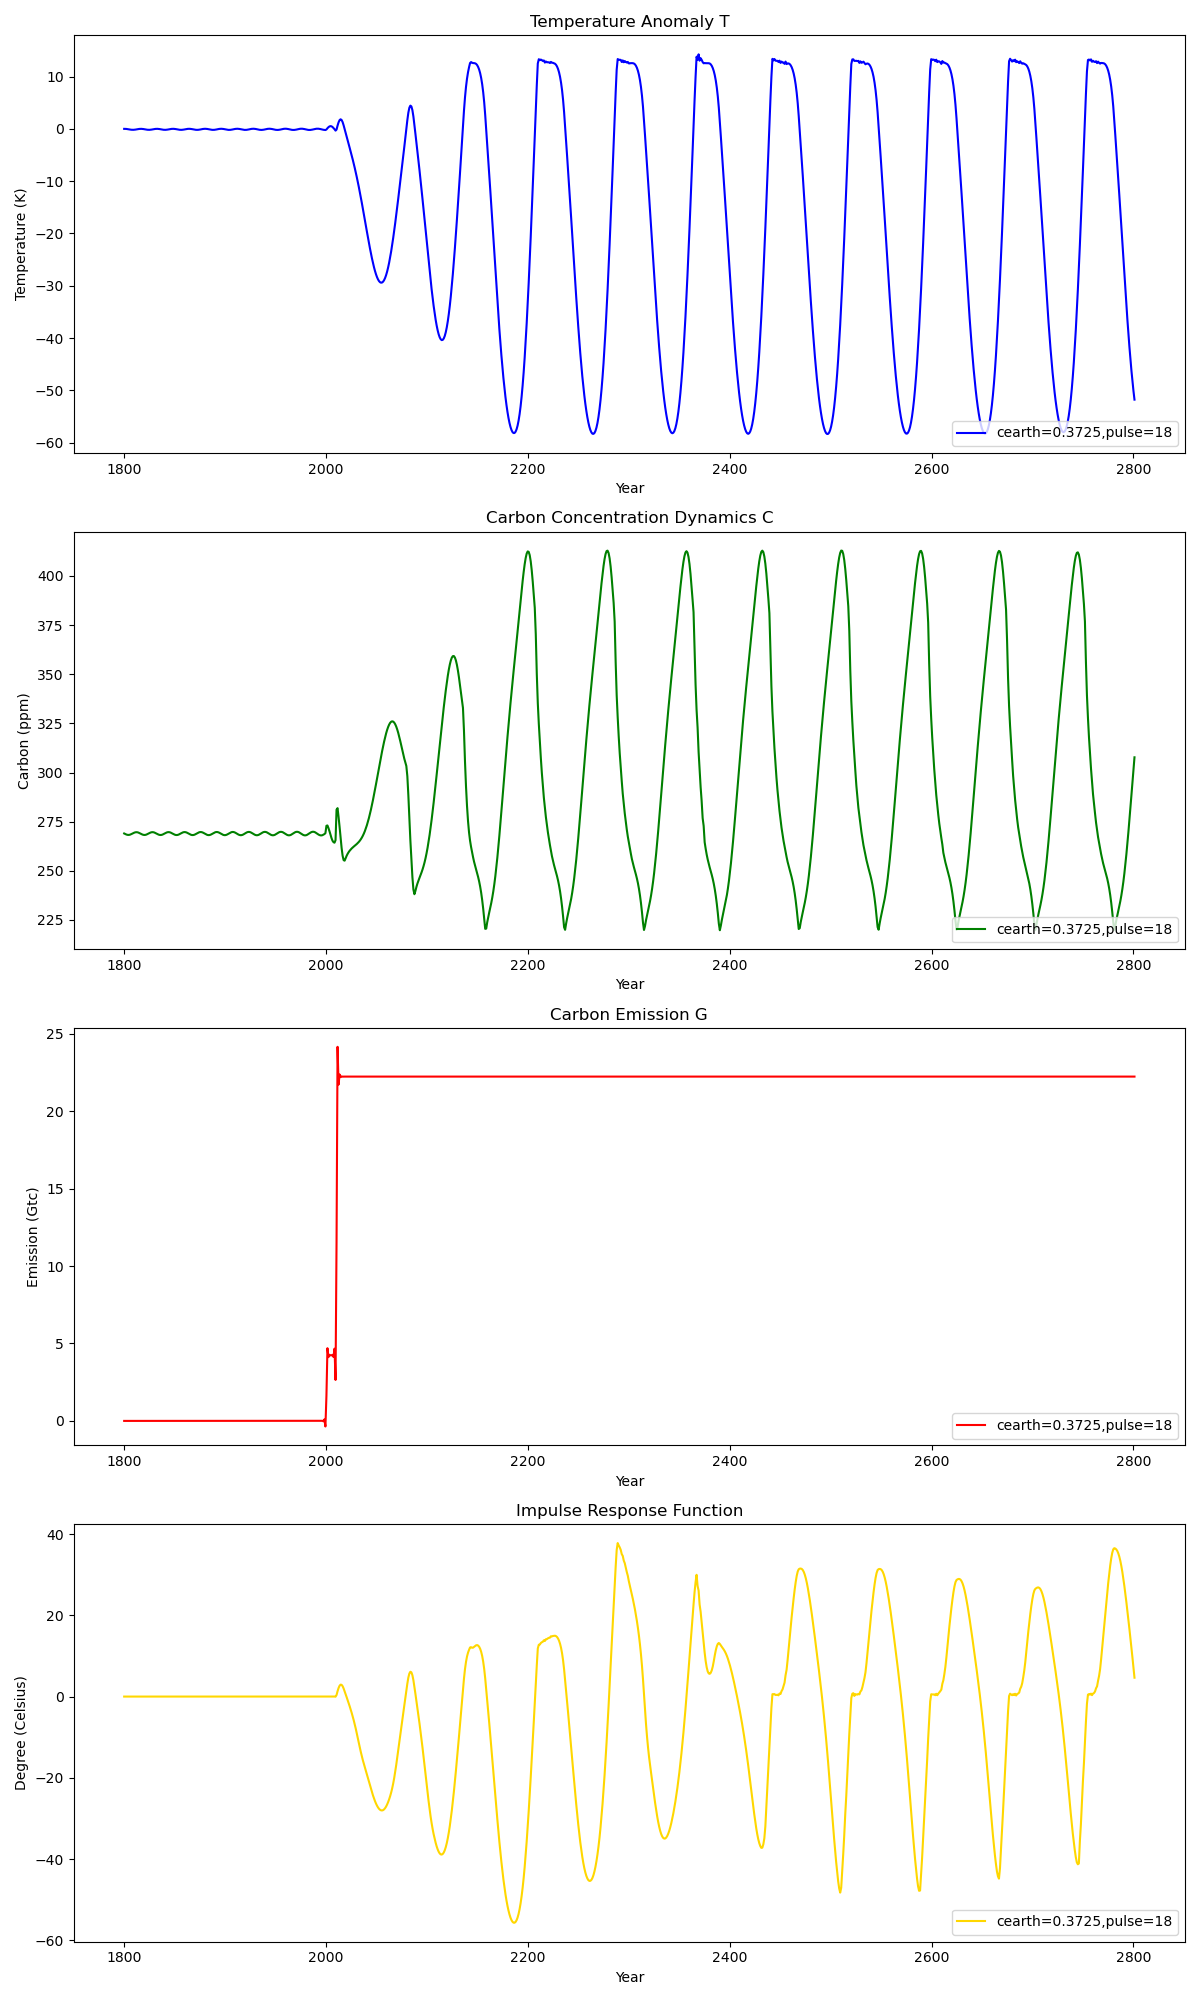 Temperature Anomaly T
10
0
−10
−20
−30
−40
−50
−60
Temperature (K)
cearth=0.3725,pulse=18
1800 2000 2200 2400 2600 2800
Year
Carbon Concentration Dynamics C
400
375
350
325
300
275
250
225
Carbon (ppm)
cearth=0.3725,pulse=18
1800 2000 2200 2400 2600 2800
Year
Carbon Emission G
25
20
15
10
5
0
Emission (Gtc)
cearth=0.3725,pulse=18
1800 2000 2200 2400 2600 2800
Year
Impulse Response Function
40
20
0
−20
−40
−60
Degree (Celsius)
cearth=0.3725,pulse=18
1800 2000 2200 2400 2600 2800
Year